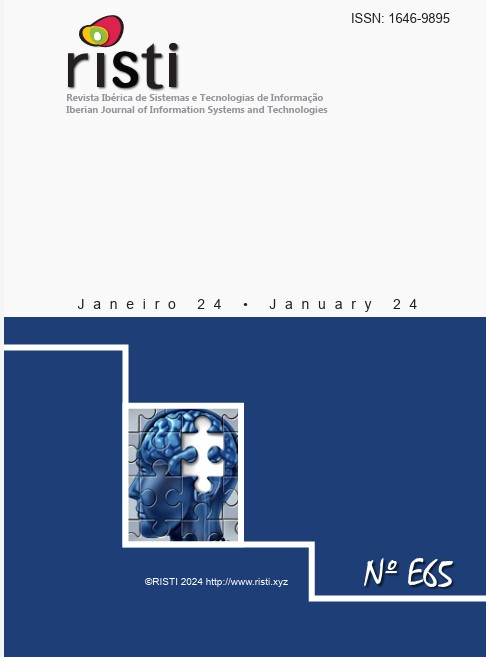 ISSN: 1646-9895
risti
Revista Ibérica de Sistemas e Tecnologias de Informação
Iberian Journal of Information Systems and Technologies
Janeiro 24 • January 24
Nº E65
©RISTI 2024 http://www.risti.xyz